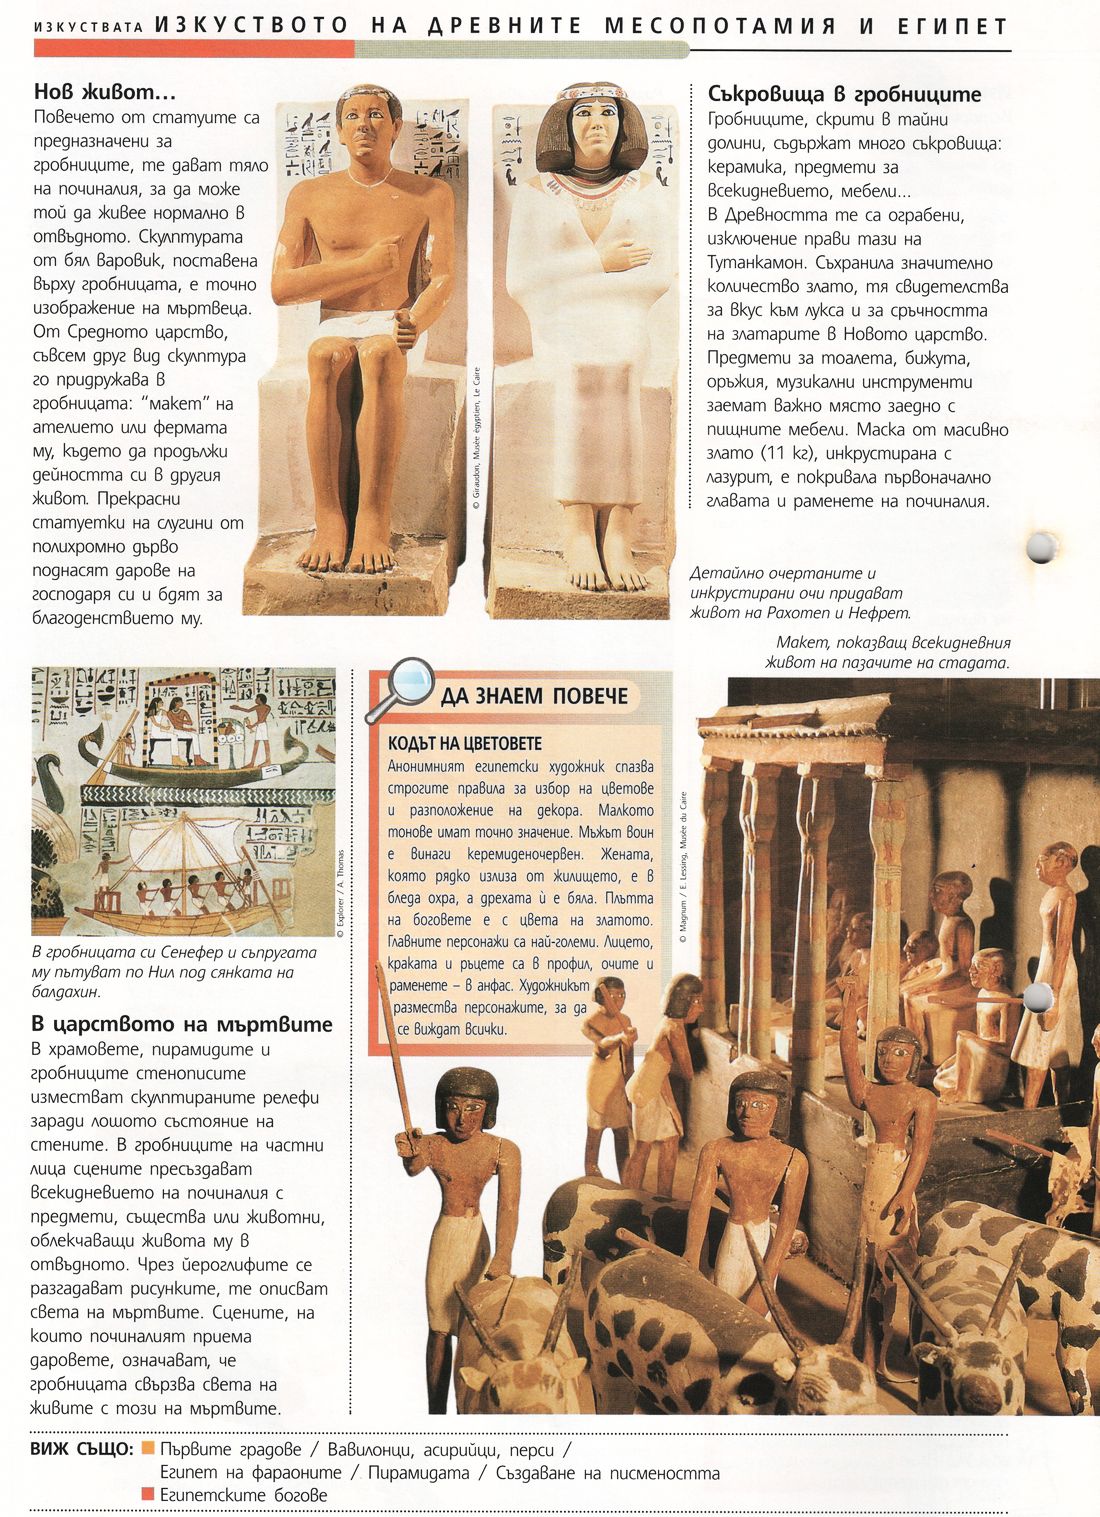 ИЗКУСТВАТА ИЗКУСТВОТО НА ДРЕВНИТЕ МЕСОПОТАМИЯ И ЕГИПЕТ
Нов живот...
Повечето от статуите са
предназначени за
гробниците, те дават тяло
на починалия, за да може
той да живее нормално в
отвъдното. Скулптурата
от бял варовик, поставена
върху гробницата, е точно
изображение на мъртвеца.
От Средното царство,
съвсем друг вид скулптура
го придружава в
гробницата: “макет” на
ателието или фермата
му, където да продължи
дейността си в другия
живот. Прекрасни
статуетки на слугини от
полихромно дърво
поднасят дарове на
господаря си и бдят за
благоденствието му.
© Giraudon, Musée égyptien, Le Caire
Съкровища в гробниците
Гробниците, скрити в тайни
долини, съдържат много съкровища:
керамика, предмети за
всекидневието, мебели...
В Древността те са ограбени,
изключение прави тази на
Тутанкамон. Съхранила значително
количество злато, тя свидетелства
за вкус към лукса и за сръчността
на златарите в Новото царство.
Предмети за тоалета, бижута,
оръжия, музикални инструменти
заемат важно място заедно с
пищните мебели. Маска от масивно
злато (11 кг), инкрустирана с
лазурит, е покривала първоначално
главата и раменете на починалия.
Детайлно очертаните и
инкрустирани очи придават
живот на Рахотеп и Нефрет.
Макет, показващ всекидневния
живот на пазачите на стадата.
© Explorer / A. Thomas
В гробницата си Сенефер и съпругата
му пътуват по Нил под сянката на
балдахин.
В царството на мъртвите
В храмовете, пирамидите и
гробниците стенописите
изместват скулптираните релефи
заради лошото състояние на
стените. В гробниците на частни
лица сцените пресъздават
всекидневието на починалия с
предмети, същества или животни,
облекчаващи живота му в
отвъдното. Чрез йероглифите се
разгадават рисунките, те описват
света на мъртвите. Сцените, на
които починалият приема
даровете, означават, че
гробницата свързва света на
живите с този на мъртвите.
ДА ЗНАЕМ ПОВЕЧЕ
КОДЪТ НА ЦВЕТОВЕТЕ
Анонимният египетски художник спазва
строгите правила за избор на цветове
и разположение на декора. Малкото
тонове имат точно значение. Мъжът воин
е винаги керемиденочервен. Жената,
която рядко излиза от жилището, е в
бледа охра, а дрехата ѝ е бяла. Плътта
на боговете е с цвета на златото.
Главните персонажи са най-големи. Лицето,
краката и ръцете са в профил, очите и
раменете – в анфас. Художникът
размества персонажите, за да
се виждат всички.
© Magnum / E. Lessing, Musée du Caire
ВИЖ СЪЩО: Първите градове / Вавилонци, асирийци, перси /
Египет на фараоните / Пирамидата / Създаване на писмеността
Египетските богове